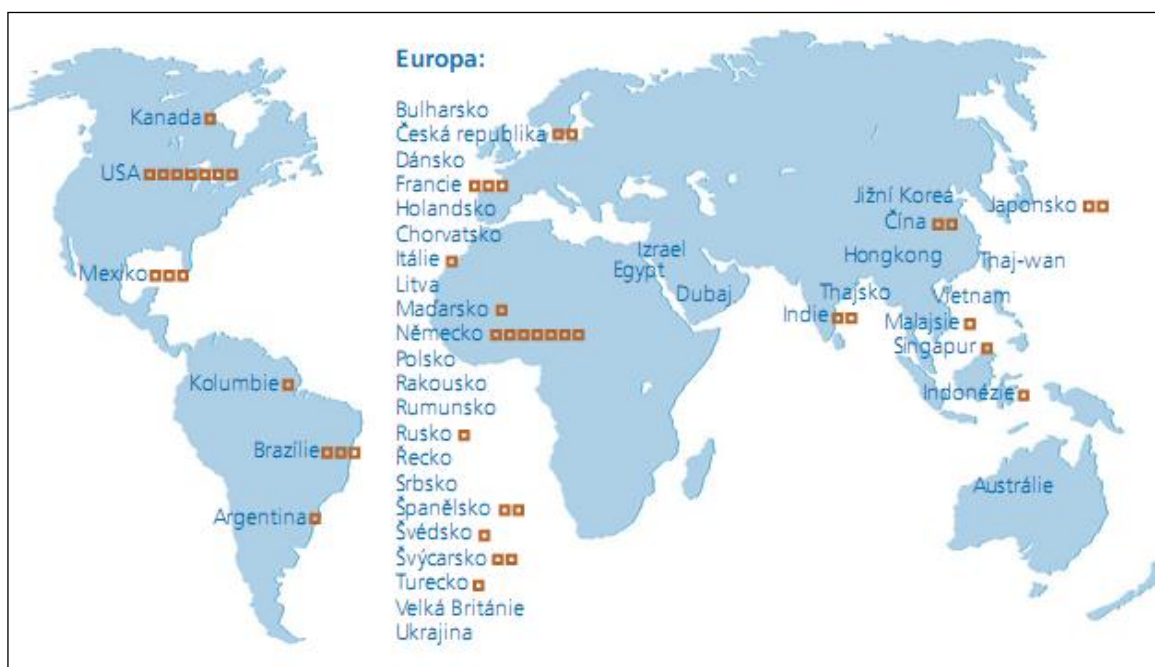 Kanada
USA
Mexiko
Kolumbie
Brazílie
Argentina
Europa:
Bulharsko
Česká republika
Dánsko
Francie
Holandsko
Chorvatsko
Itálie
Litva
Maďarsko
Německo
Polsko
Rakousko
Rumunsko
Rusko
Řecko
Srbsko
Španělsko
Švédsko
Švýcarsko
Turecko
Velká Británie
Ukrajina
Izrael
Egypt
Dubaj
Jižní Korea
Japonsko
Čína
Hongkong
Thaj-wan
Thajsko
Vietnam
Indie
Malajsie
Singapur
Indonézie
Austrálie